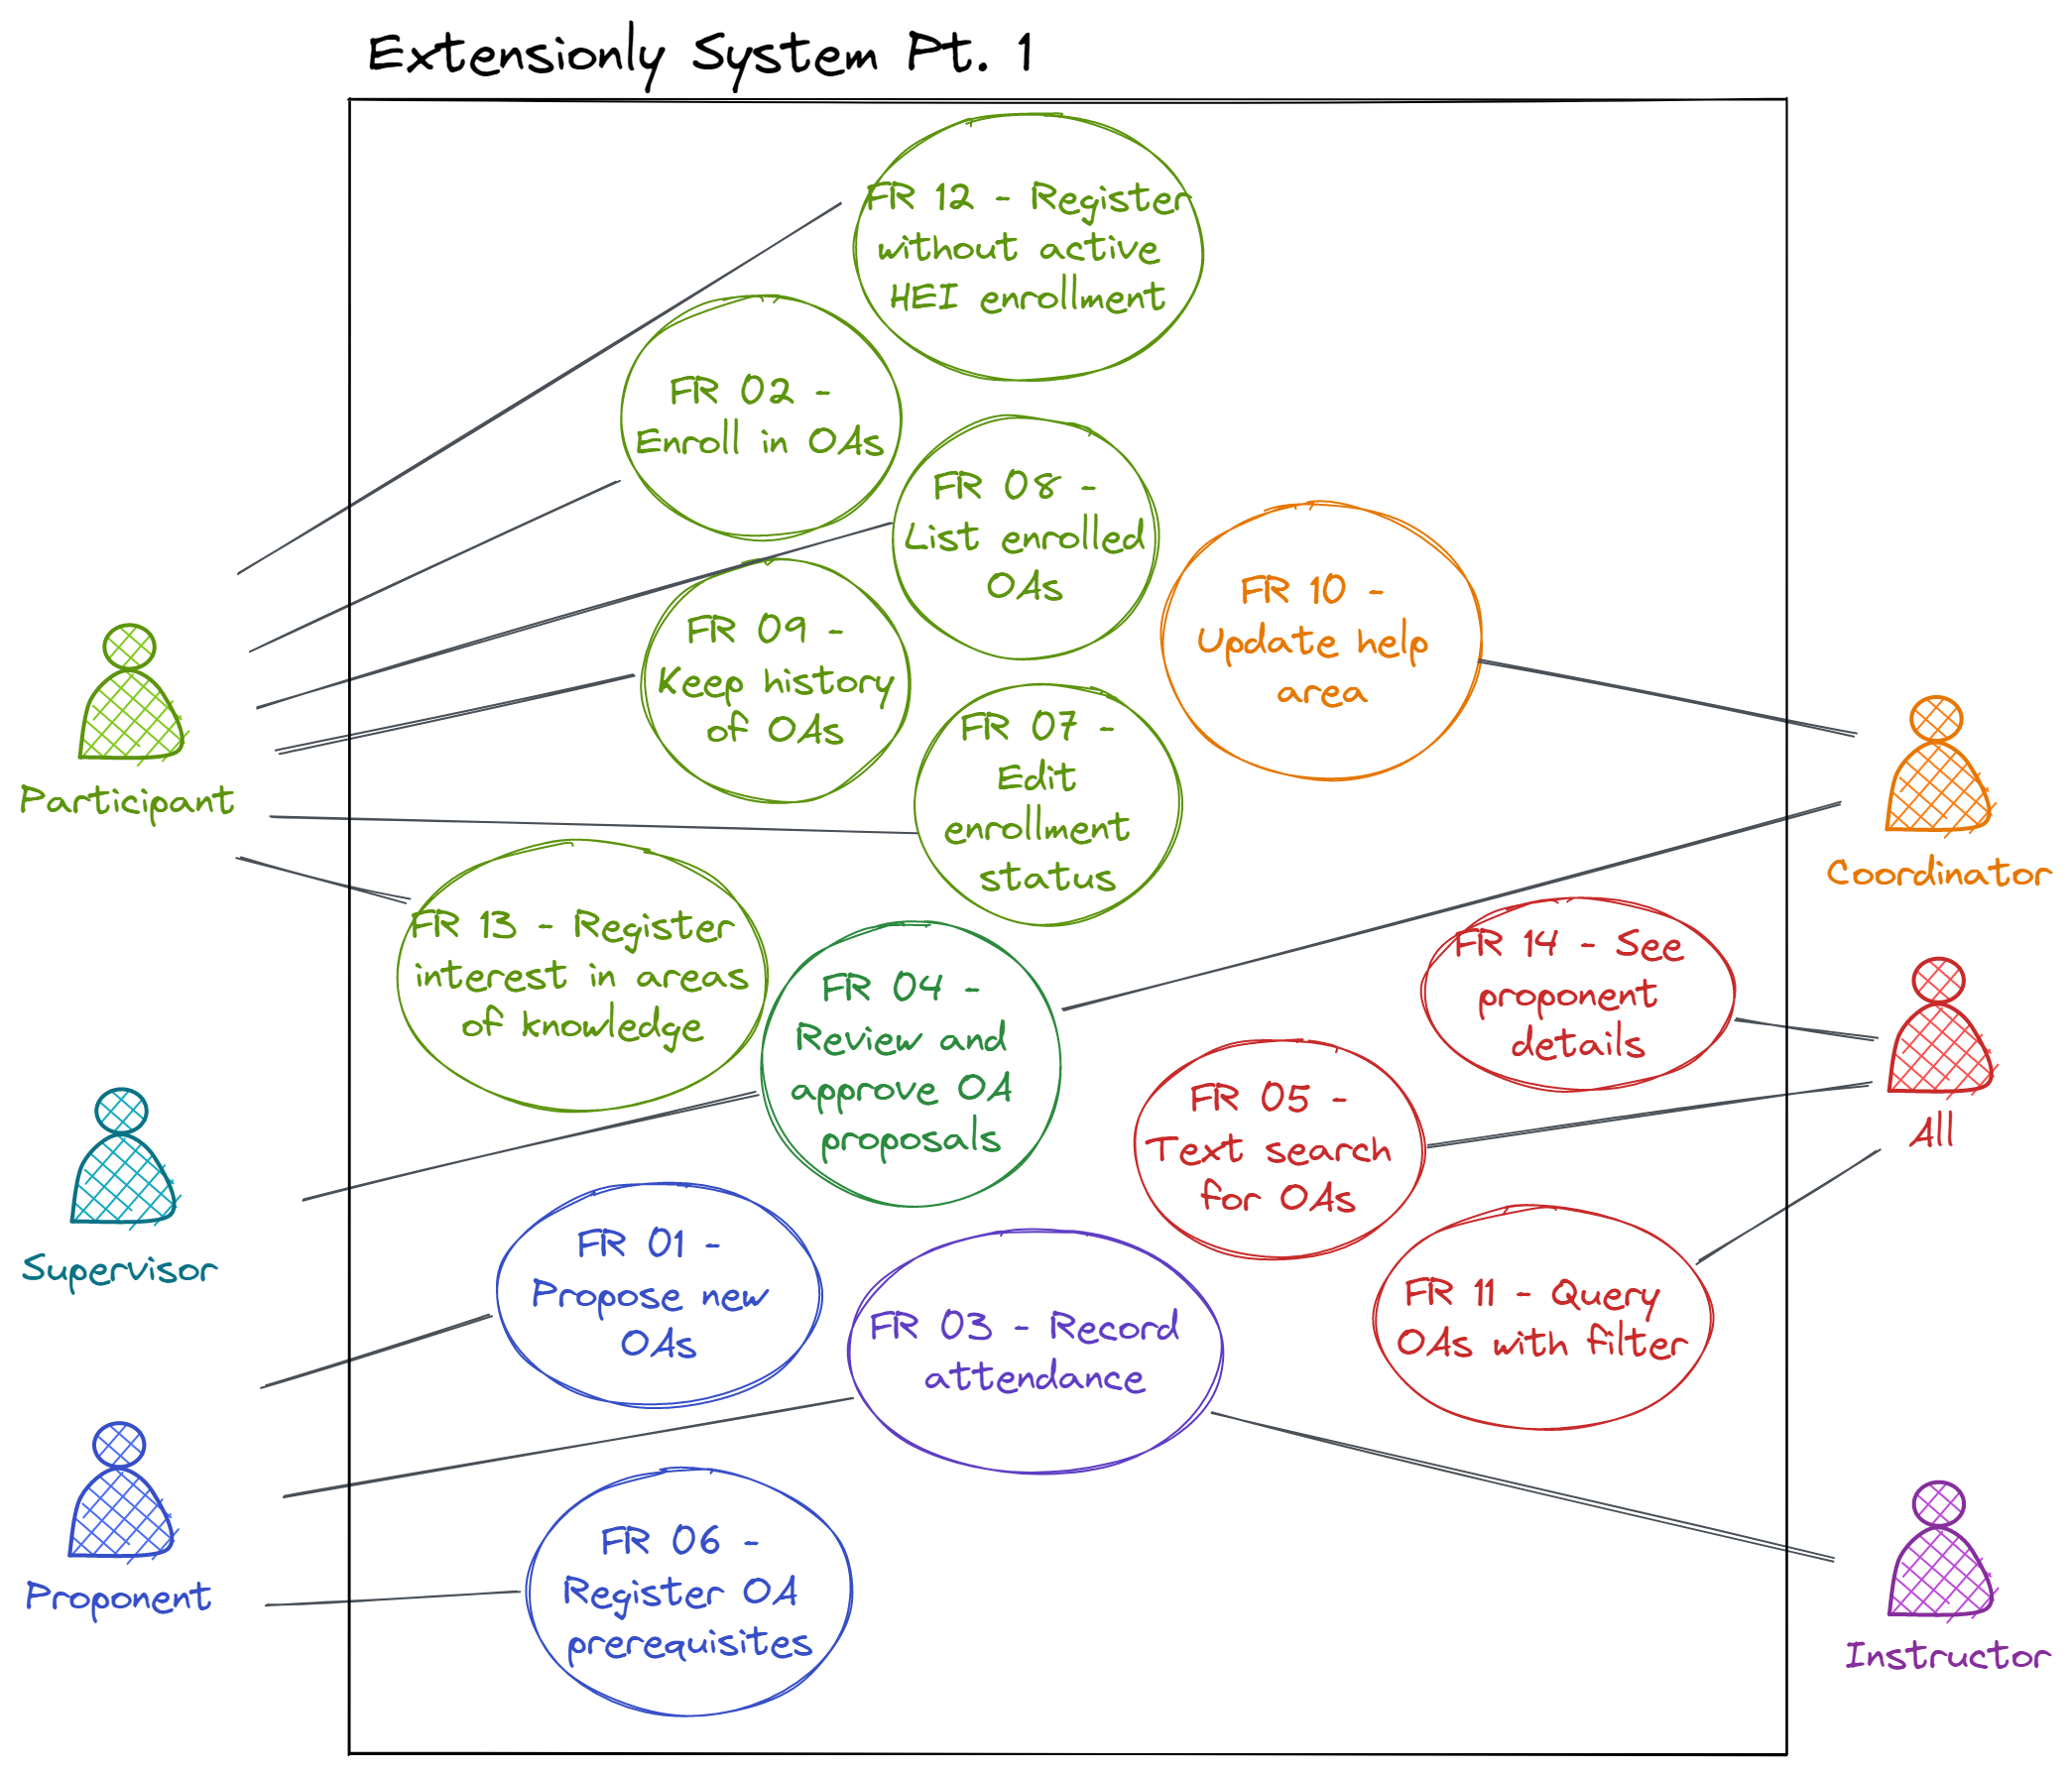 Extensionly System Pt. 1
FR 12 - Register
without active
HEI enrollment
FR 02 -
Enroll in OAs
FR 08 -
List enrolled
OAs
FR 10 -
Update help
area
FR 09 -
Keep history
of OAs
FR 07 -
Edit
enrollment
status
Participant
Coordinator
FR 13 - Register
interest in areas
of knowledge
FR 04 -
Review and
approve OA
proposals
FR 14 - See
proponent
details
FR 05 -
Text search
for OAs
All
Supervisor
FR 01 -
Propose new
OAs
FR 03 - Record
attendance
FR 11 - Query
OAs with filter
Proponent
FR 06 -
Register OA
prerequisites
Instructor